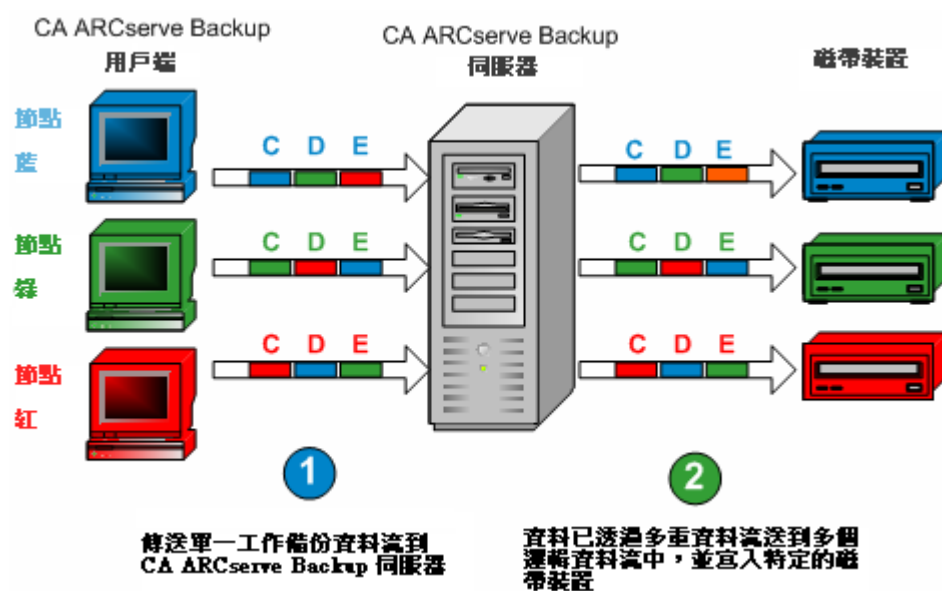 CA ARCserve Backup
用戶端
CA ARCserve Backup
伺服器
磁帶裝置
節點
藍
C D E
C D E
節點
綠
C D E
C D E
節點
紅
C D E
C D E
1
2
傳送單一工作備份資料流到
CA ARCserve Backup 伺服器
資料已透過多重資料流送到多個
邏輯資料流中，並寫入特定的磁
帶裝置